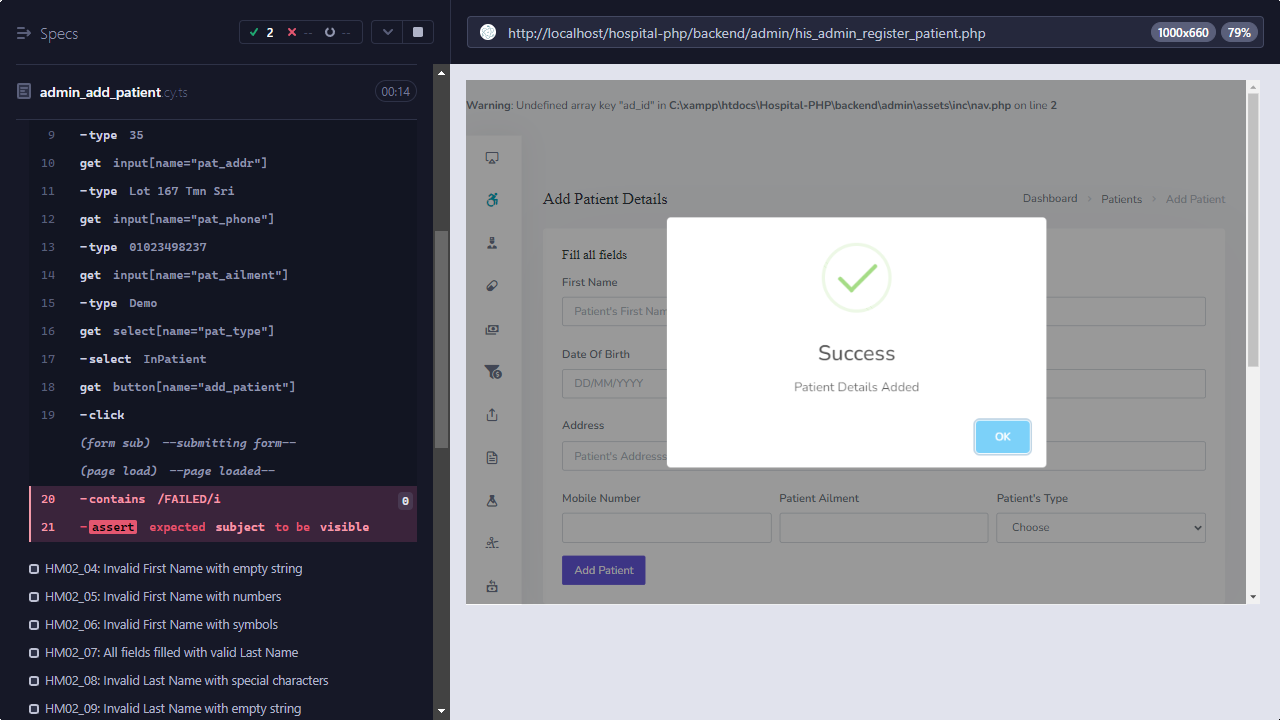 Specs
2
--
--
http://localhost/hospital-php/backend/admin/his_admin_register_patient.php
1000x660
79%
admin_add_patient.cy.ts
00:14
9 -type 35
10 get input[name="pat_addr"]
11 -type Lot 167 Tmn Sri
12 get input[name="pat_phone"]
13 -type 01023498237
14 get input[name="pat_ailment"]
15 -type Demo
16 get select[name="pat_type"]
17 -select InPatient
18 get button[name="add_patient"]
19 -click
(form sub) --submitting form--
(page load) --page loaded--
20 -contains /FAILED/i 0
21 -assert expected subject to be visible
HM02_04: Invalid First Name with empty string
HM02_05: Invalid First Name with numbers
HM02_06: Invalid First Name with symbols
HM02_07: All fields filled with valid Last Name
HM02_08: Invalid Last Name with special characters
HM02_09: Invalid Last Name with empty string
Warning: Undefined array key "ad_id" in C:\xampp\htdocs\Hospital-PHP\backend\admin\assets\inc\nav.php on line 2
Add Patient Details
Dashboard > Patients > Add Patient
Fill all fields
First Name
Patient's First Nam
Date Of Birth
DD/MM/YYYY
Address
Patient's Addresss
Mobile Number
Patient Ailment
Patient's Type
Choose
Add Patient
Success
Patient Details Added
OK